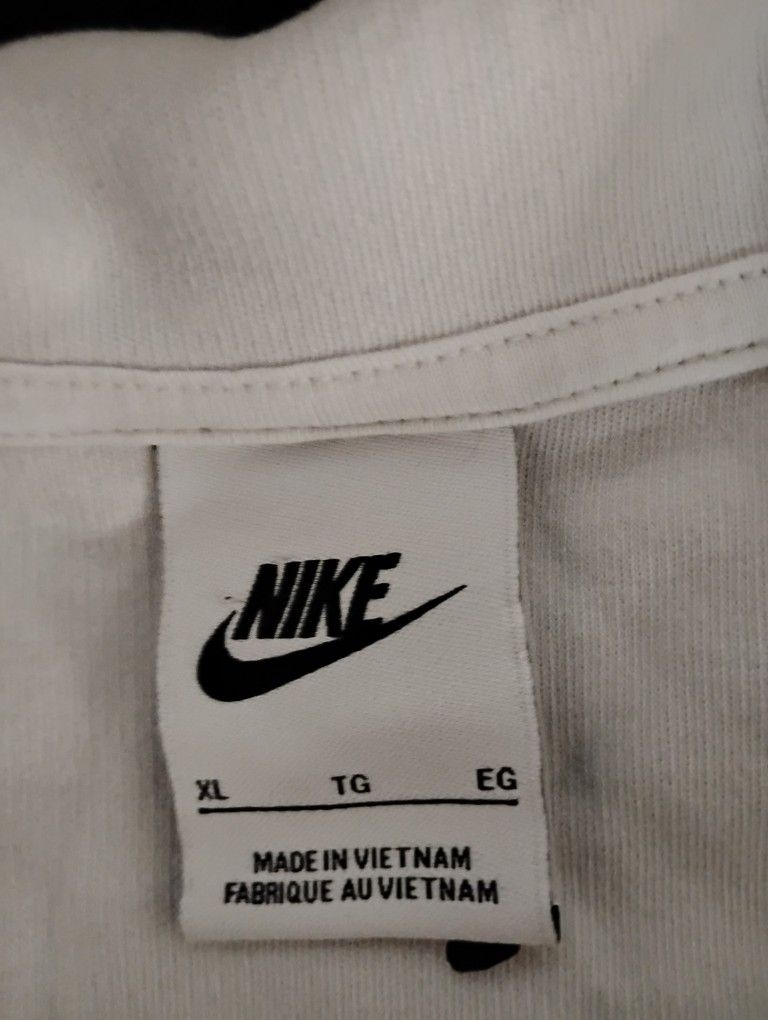 NIKE
XL TG EG
MADE IN VIETNAM
FABRIQUE AU VIETNAM